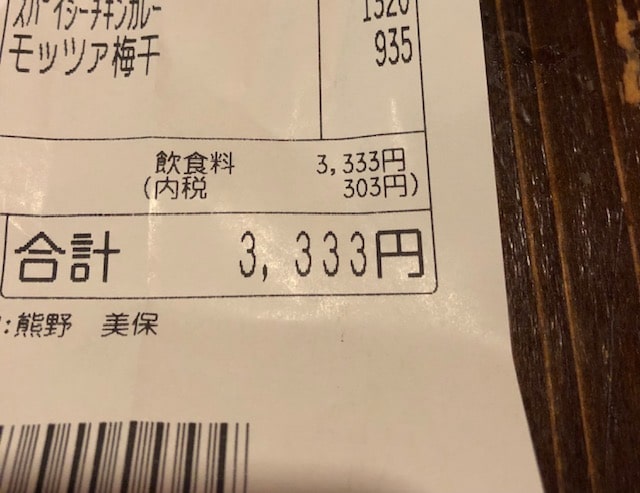 スパイシーチキンカレー 1320
モッツァ梅干 935
飲食料 3,333円
(内税 303円)
合計 3,333円
:熊野 美保